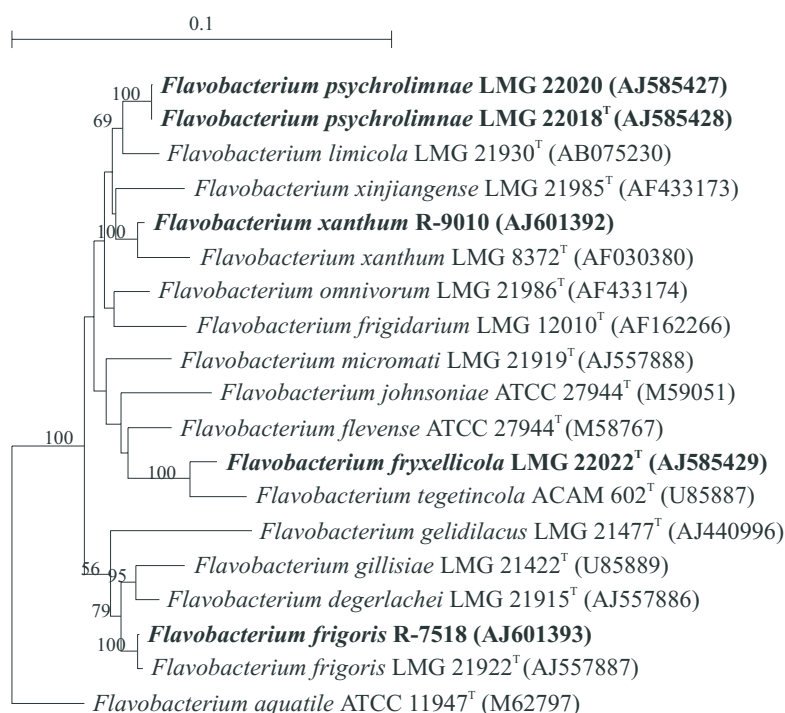 0.1
100
Flavobacterium psychrolimnae LMG 22020 (AJ585427)
69
Flavobacterium psychrolimnae LMG 22018ᵀ (AJ585428)
Flavobacterium limicola LMG 21930ᵀ (AB075230)
Flavobacterium xinjiangense LMG 21985ᵀ (AF433173)
100
Flavobacterium xanthum R-9010 (AJ601392)
Flavobacterium xanthum LMG 8372ᵀ (AF030380)
Flavobacterium omnivorum LMG 21986ᵀ (AF433174)
Flavobacterium frigidarium LMG 12010ᵀ (AF162266)
Flavobacterium micromati LMG 21919ᵀ (AJ557888)
Flavobacterium johnsoniae ATCC 27944ᵀ (M59051)
Flavobacterium flevense ATCC 27944ᵀ (M58767)
100
100
Flavobacterium fryxellicola LMG 22022ᵀ (AJ585429)
Flavobacterium tegetincola ACAM 602ᵀ (U85887)
Flavobacterium gelidilacus LMG 21477ᵀ (AJ440996)
56
95
Flavobacterium gillisiae LMG 21422ᵀ (U85889)
Flavobacterium degerlachei LMG 21915ᵀ (AJ557886)
79
100
Flavobacterium frigoris R-7518 (AJ601393)
Flavobacterium frigoris LMG 21922ᵀ (AJ557887)
Flavobacterium aquatile ATCC 11947ᵀ (M62797)